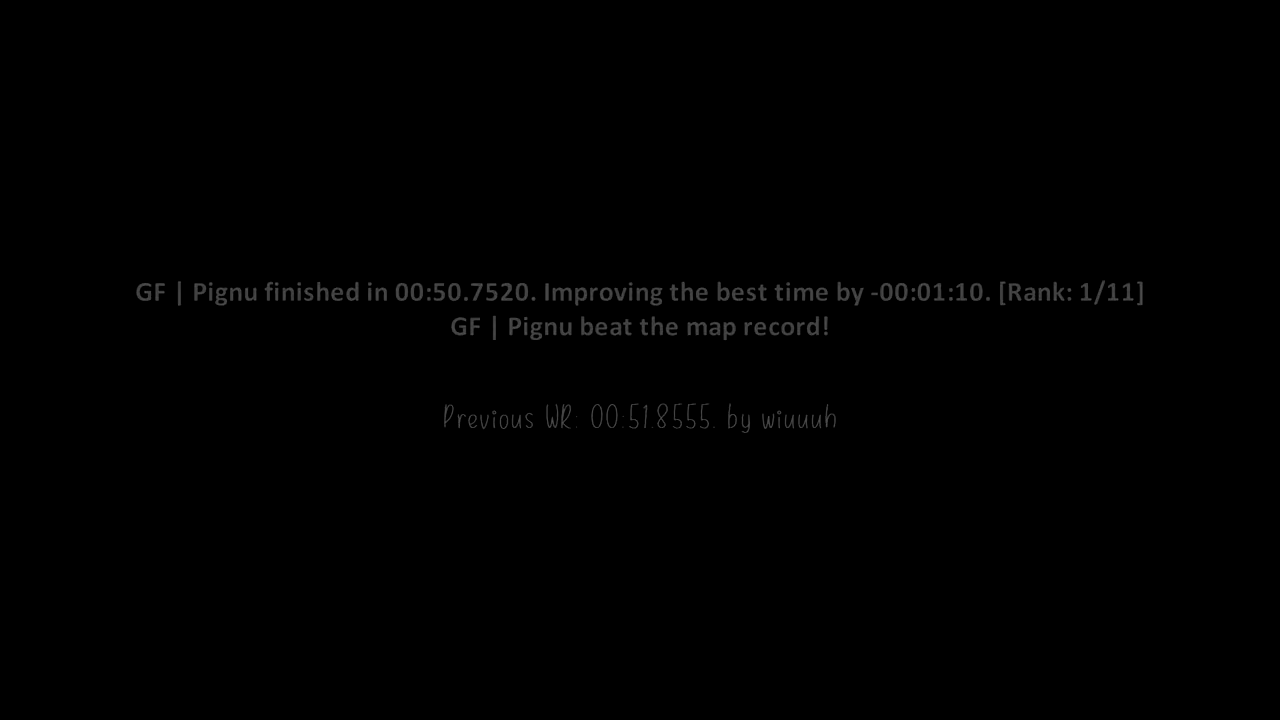 GF | Pignu finished in 00:50.7520. Improving the best time by -00:01:10. [Rank: 1/11]
GF | Pignu beat the map record!
Previous WR: 00:51.8555. by wiuuuh